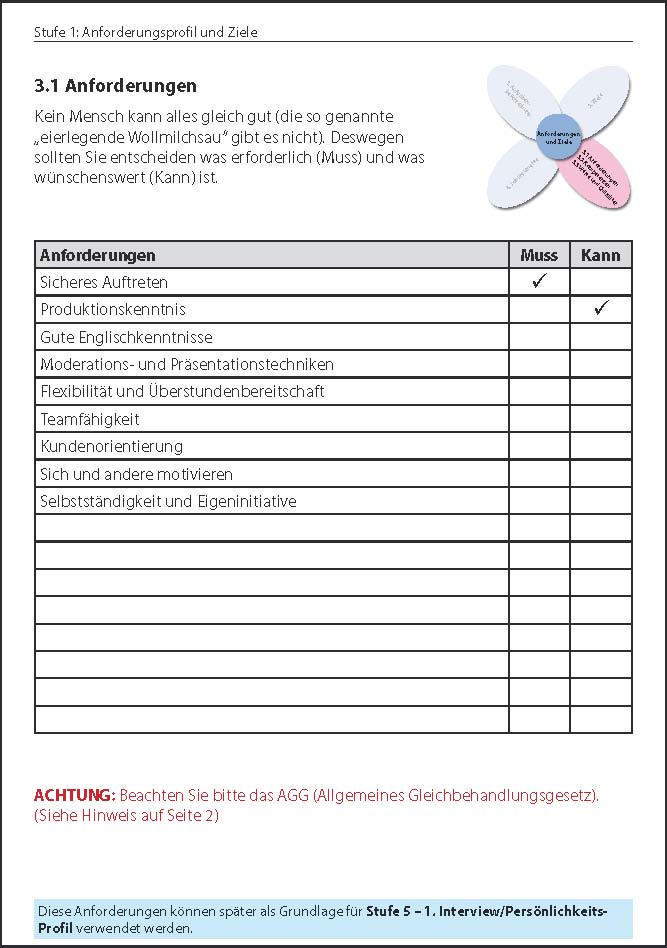 Stufe 1: Anforderungsprofil und Ziele
3.1 Anforderungen
Kein Mensch kann alles gleich gut (die so genannte
„eierlegende Wollmilchsau“ gibt es nicht). Deswegen
sollten Sie entscheiden was erforderlich (Muss) und was
wünschenswert (Kann) ist.
Anforderungen
und Ziele
Anforderungen Muss Kann
Sicheres Auftreten ✓
Produktionskenntnis ✓
Gute Englischkenntnisse
Moderations- und Präsentationstechniken
Flexibilität und Überstundenbereitschaft
Teamfähigkeit
Kundenorientierung
Sich und andere motivieren
Selbstständigkeit und Eigeninitiative
ACHTUNG: Beachten Sie bitte das AGG (Allgemeines Gleichbehandlungsgesetz).
(Siehe Hinweis auf Seite 2)
Diese Anforderungen können später als Grundlage für Stufe 5 – 1. Interview/Persönlichkeits-
Profil verwendet werden.